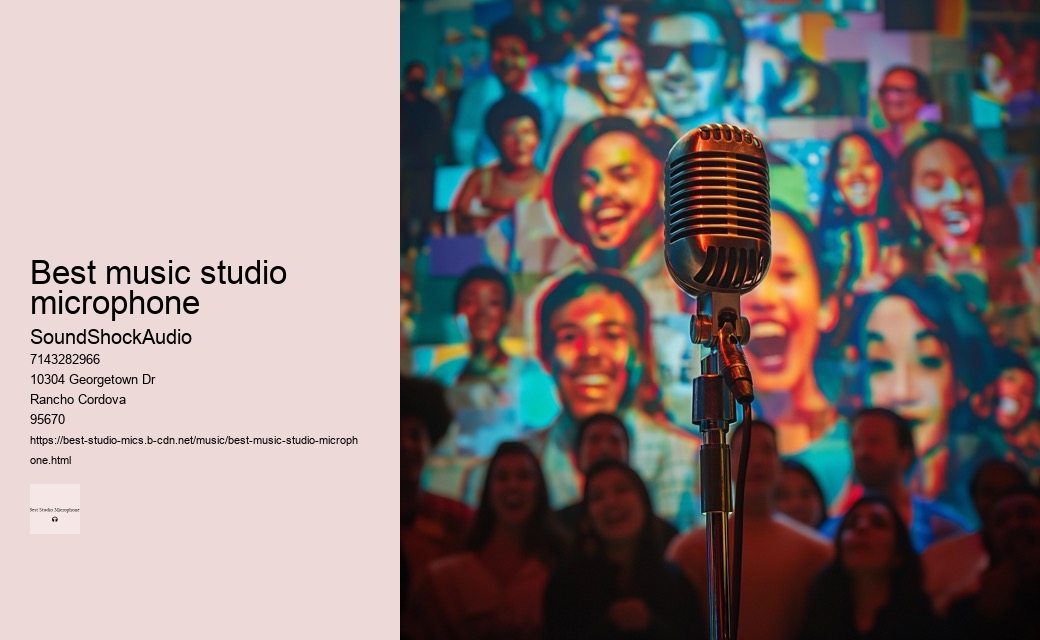 Best music studio
microphone
SoundShockAudio
7143282966
10304 Georgetown Dr
Rancho Cordova
95670
https://best-studio-mics.b-cdn.net/music/best-music-studio-microph
one.html
Best Studio Microphone